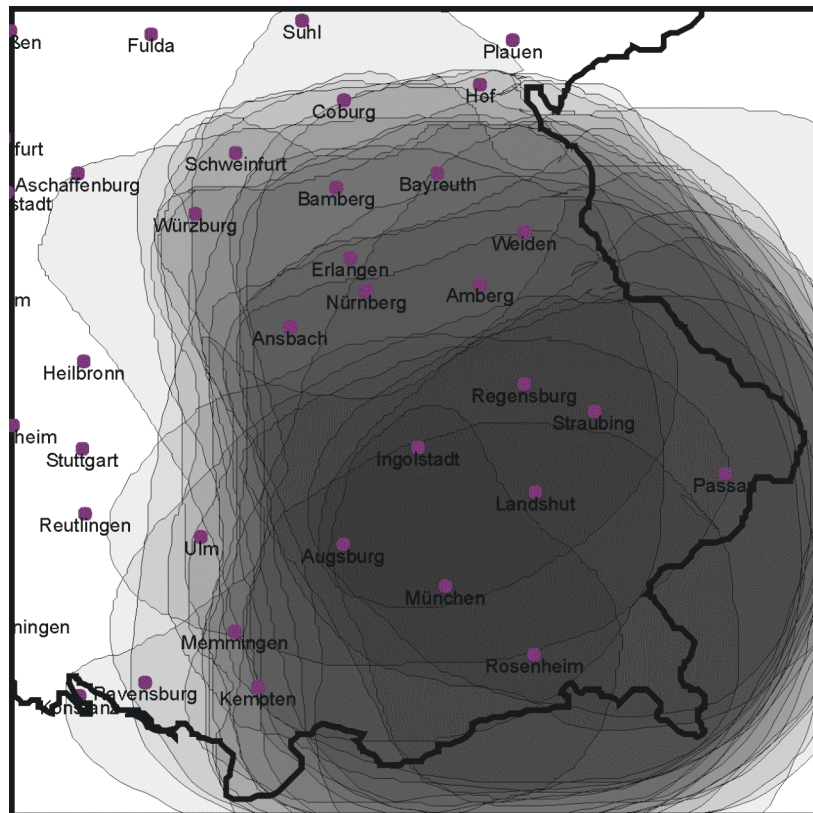 Suhl
ßen
Fulda
Plauen
Hof
Coburg
furt
Schweinfurt
Aschaffenburg
Bayreuth
Bamberg
stadt
Würzburg
Weiden
Erlangen
Amberg
m
Nürnberg
Ansbach
Heilbronn
Regensburg
Straubing
heim
Stuttgart
Ingolstadt
Passau
Landshut
Reutlingen
Ulm
Augsburg
München
ningen
Memmingen
Rosenheim
Ravensburg
Kempten
Konstanz